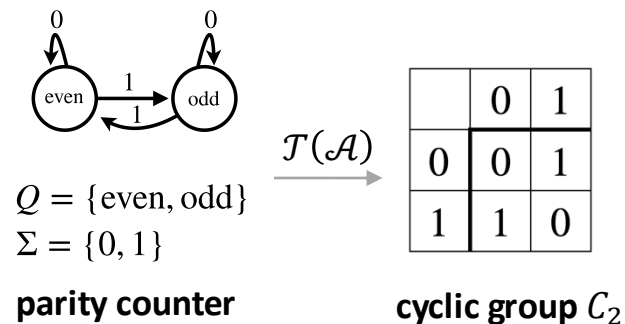 0 0
even 1 odd
1
Q = {even, odd}
Σ = {0, 1}
parity counter
𝒯(𝒜)
0 1
0 0 1
1 1 0
cyclic group C₂